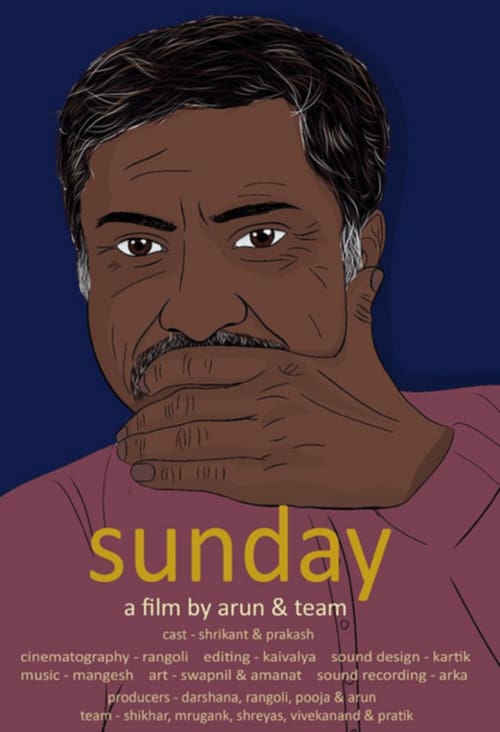 sunday
a film by arun & team
cast - shrikant & prakash
cinematography - rangoli editing - kaivalya sound design - kartik
music - mangesh art - swapnil & amanat sound recording - arka
producers - darshana, rangoli, pooja & arun
team - shikhar, mrugank, shreyas, vivekanand & pratik